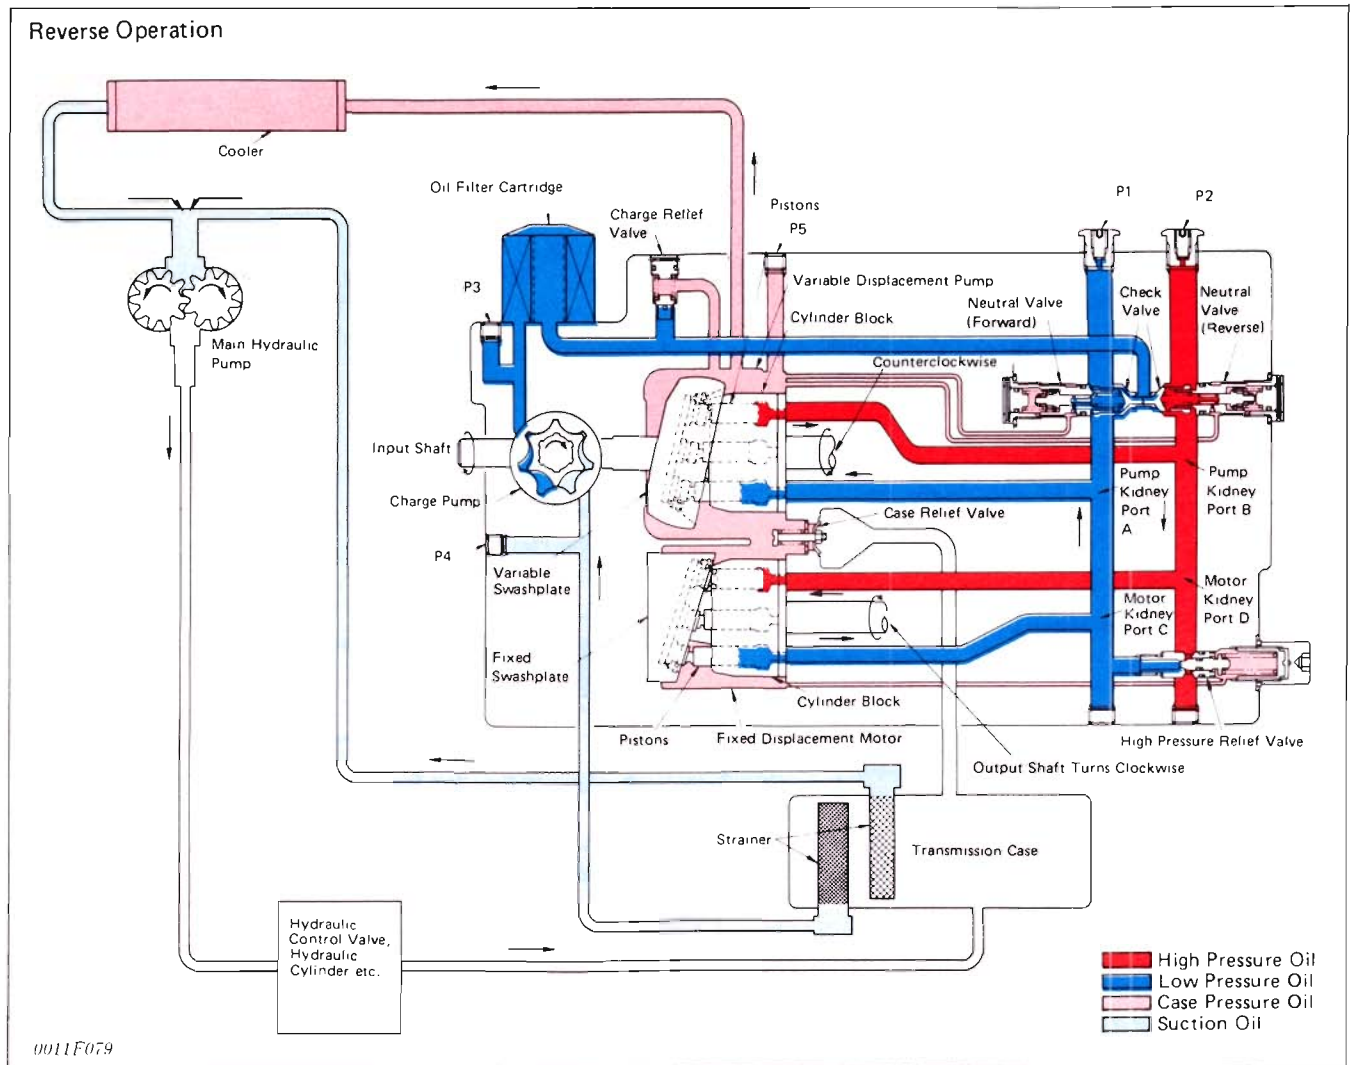 Reverse Operation
Cooler
Oil Filter Cartridge
Charge Relief
Valve
Pistons
P5
P1
P2
P3
Variable Displacement Pump
Neutral Valve
(Forward)
Check
Valve
Neutral
Valve
(Reverse)
Cylinder Block
Counterclockwise
Main Hydraulic
Pump
Input Shaft
Charge Pump
Pump
Kidney
Port
A
Pump
Kidney
Port B
Case Relief Valve
P4
Variable
Swashplate
Motor
Kidney
Port C
Motor
Kidney
Port D
Fixed
Swashplate
Cylinder Block
Pistons
Fixed Displacement Motor
High Pressure Relief Valve
Output Shaft Turns Clockwise
Strainer
Transmission Case
Hydraulic
Control Valve,
Hydraulic
Cylinder etc.
High Pressure Oil
Low Pressure Oil
Case Pressure Oil
Suction Oil
0011F079